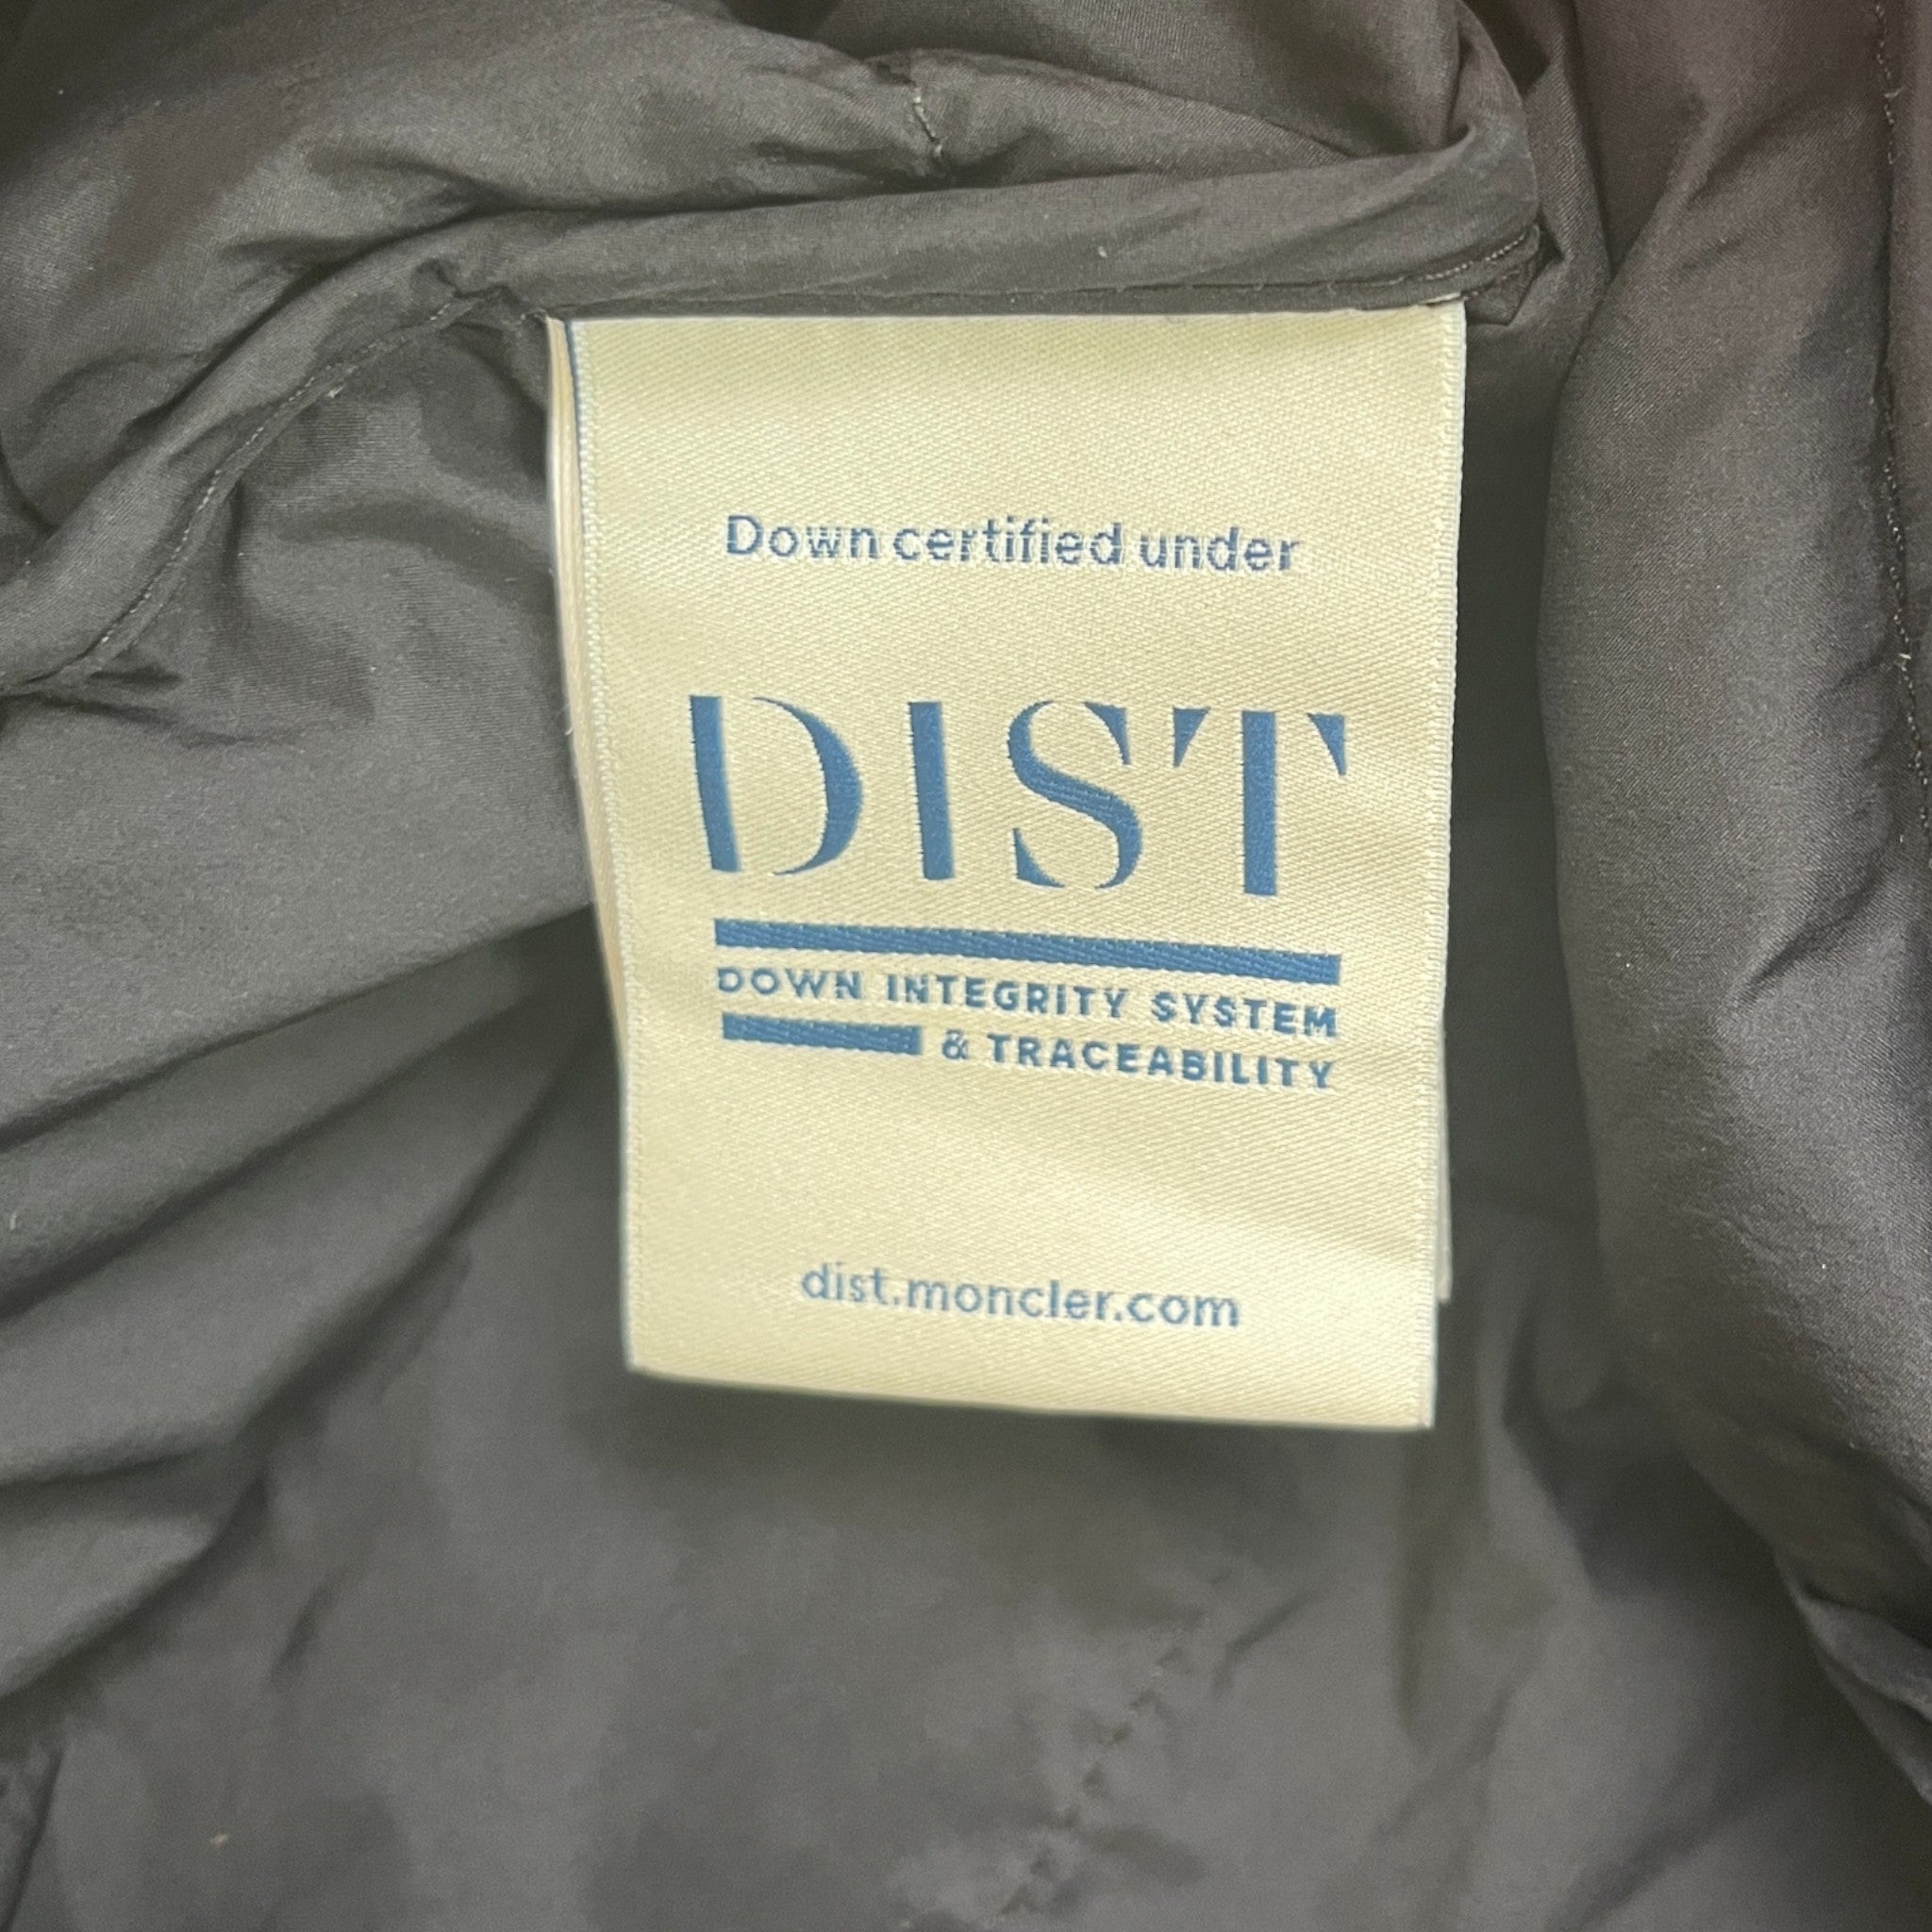 Down certified under
DIST
DOWN INTEGRITY SYSTEM
& TRACEABILITY
dist.moncler.com